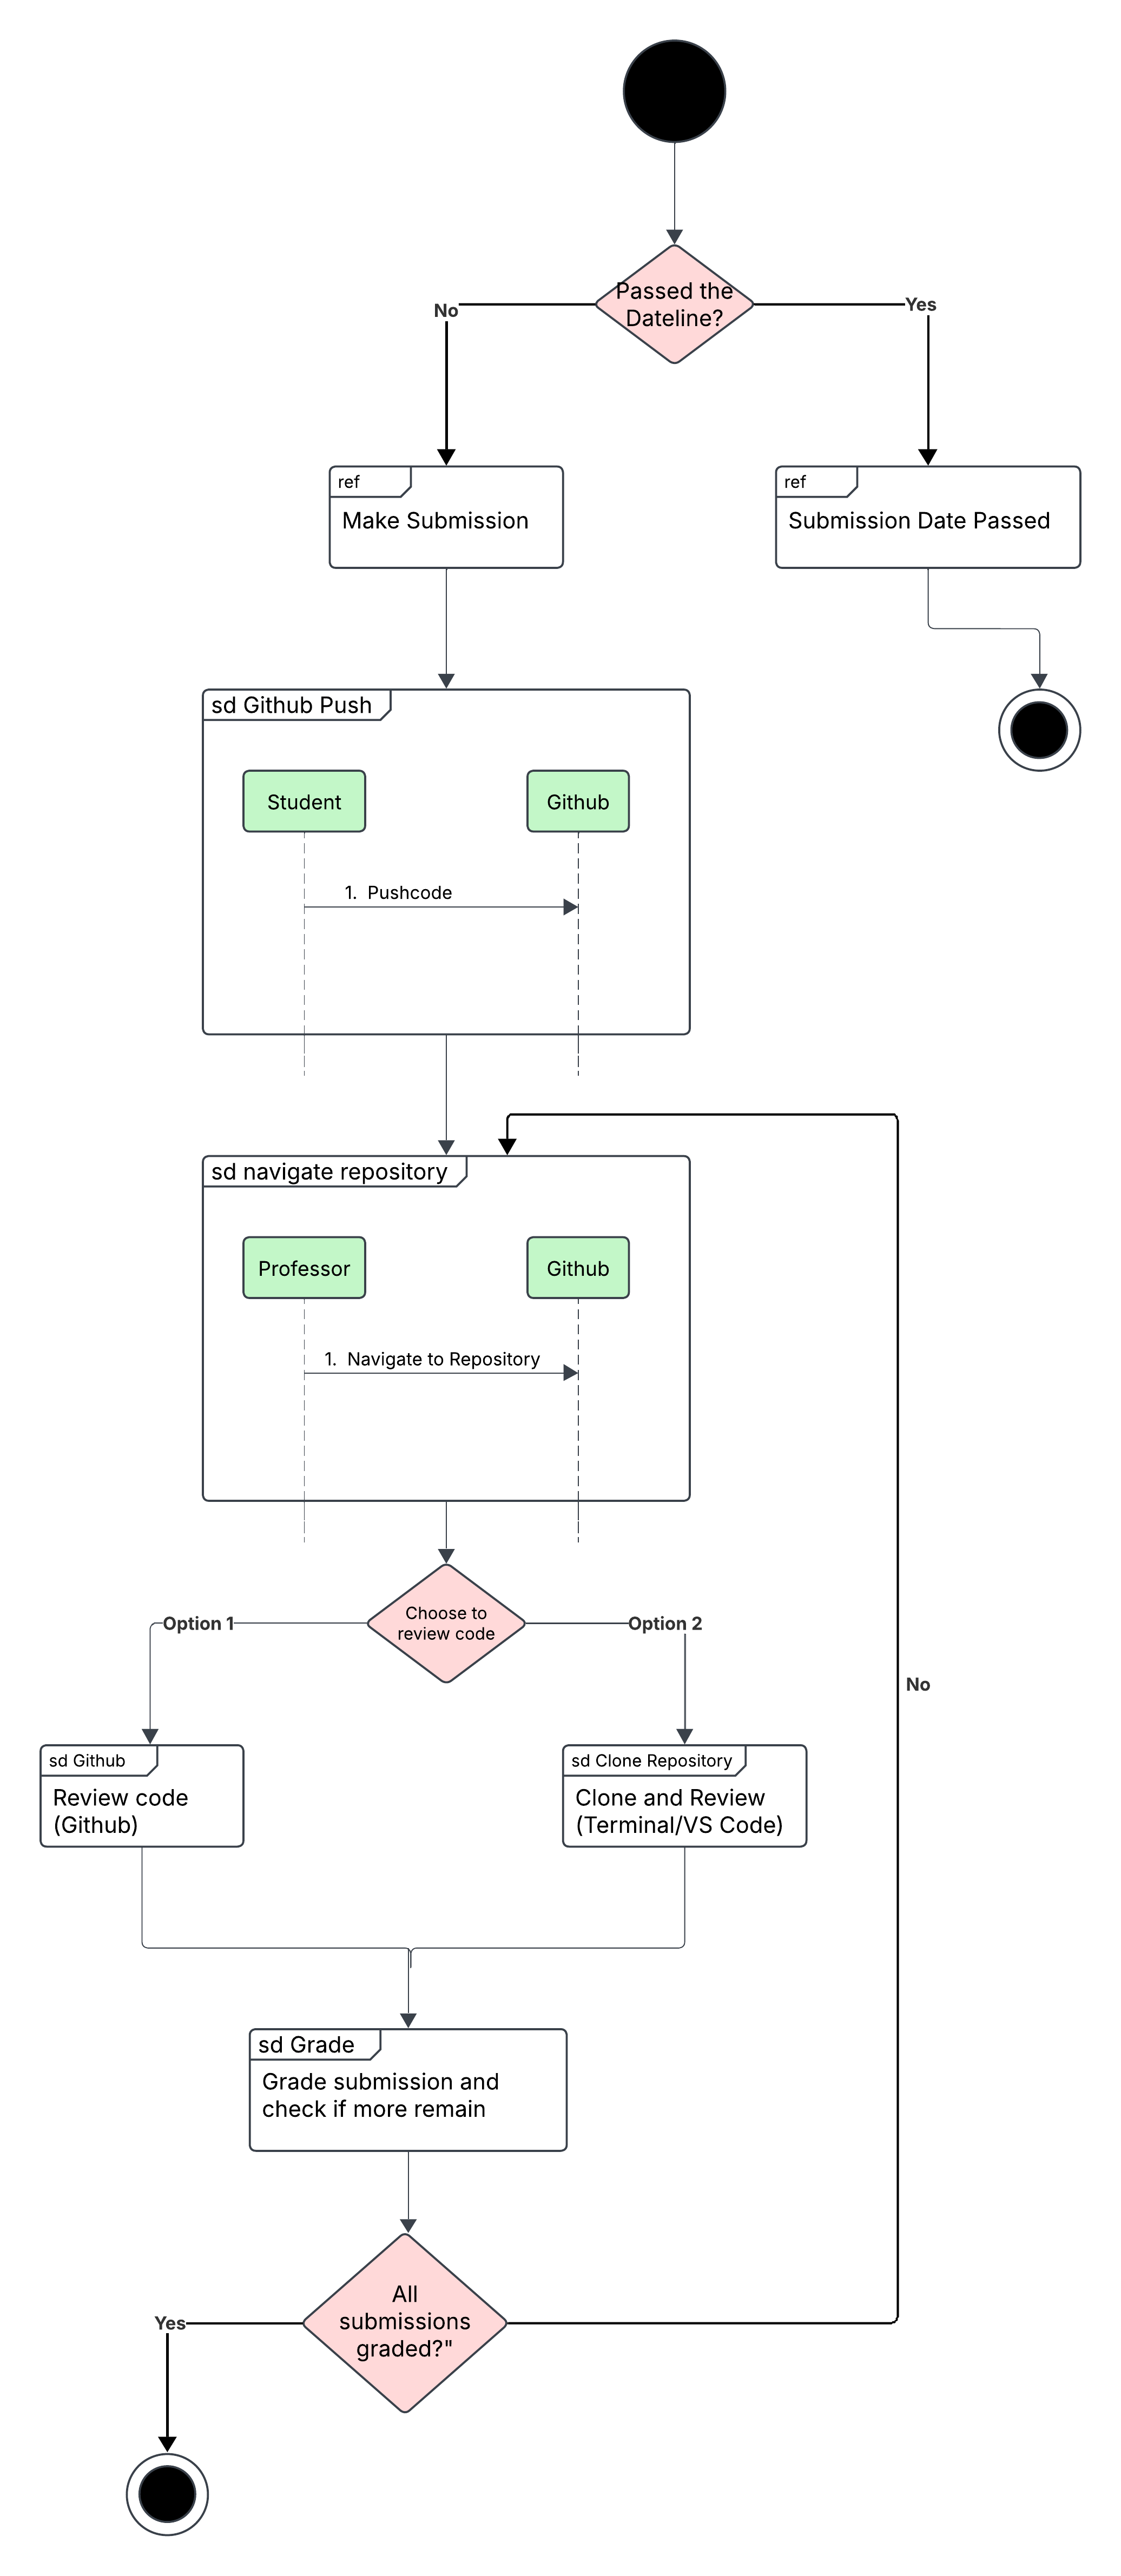 Passed the
Dateline?
No
Yes
ref
Make Submission
ref
Submission Date Passed
sd Github Push
Student
Github
1. Pushcode
sd navigate repository
Professor
Github
1. Navigate to Repository
Choose to
review code
Option 1
Option 2
No
sd Github
Review code
(Github)
sd Clone Repository
Clone and Review
(Terminal/VS Code)
sd Grade
Grade submission and
check if more remain
All
submissions
graded?"
Yes